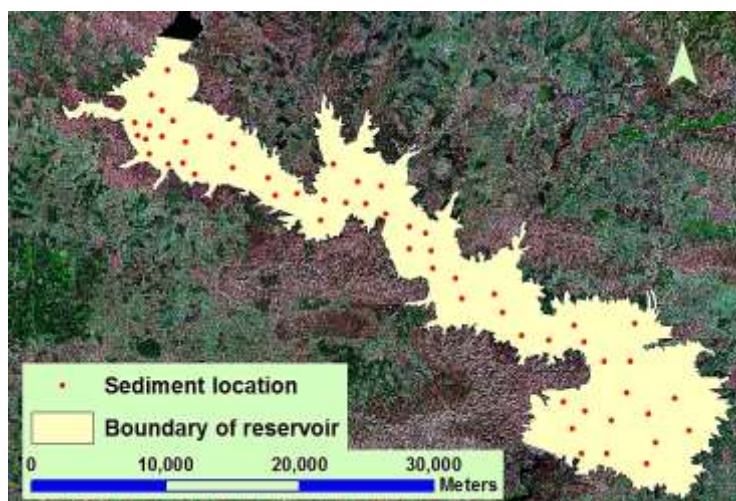 Sediment location
Boundary of reservoir
0 10,000 20,000 30,000
Meters